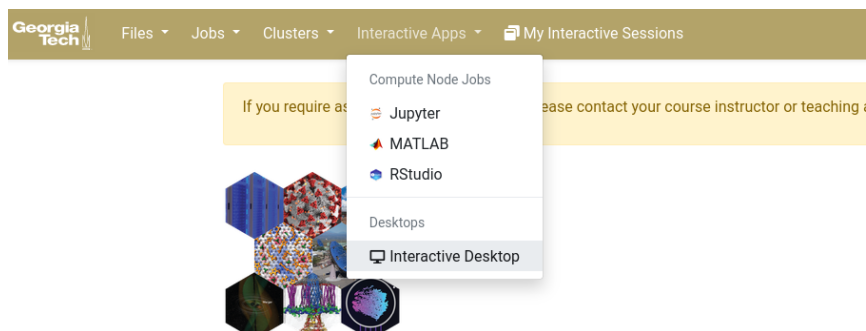 Georgia
Tech
Files Jobs Clusters Interactive Apps My Interactive Sessions
Compute Node Jobs
If you require as
ease contact your course instructor or teaching a
Jupyter
MATLAB
RStudio
Desktops
Interactive Desktop